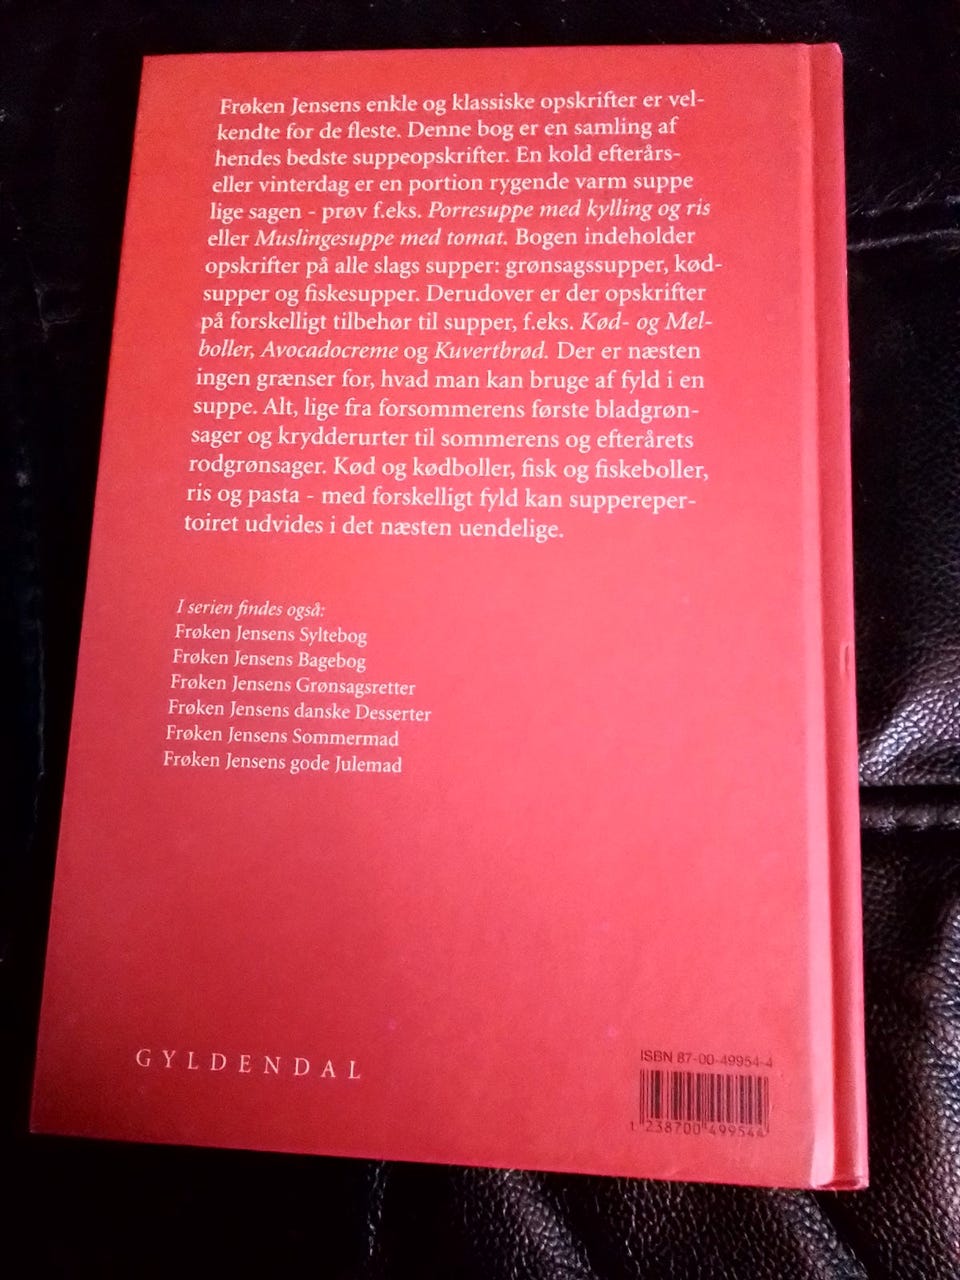 Frøken Jensens enkle og klassiske opskrifter er vel-
kendte for de fleste. Denne bog er en samling af
hendes bedste suppeopskrifter. En kold efterårs-
eller vinterdag er en portion rygende varm suppe
lige sagen - prøv f.eks. Porresuppe med kylling og ris
eller Muslingesuppe med tomat. Bogen indeholder
opskrifter på alle slags supper: grønsagssupper, kød-
supper og fiskesupper. Derudover er der opskrifter
på forskelligt tilbehør til supper, f.eks. Kød- og Mel-
boller, Avocadocreme og Kuvertbrød. Der er næsten
ingen grænser for, hvad man kan bruge af fyld i en
suppe. Alt, lige fra forsommerens første bladgrøn-
sager og krydderurter til sommerens og efterårets
rodgrønsager. Kød og kødboller, fisk og fiskeboller,
ris og pasta - med forskelligt fyld kan suppereper-
toiret udvides i det næsten uendelige.
I serien findes også:
Frøken Jensens Syltebog
Frøken Jensens Bagebog
Frøken Jensens Grønsagsretter
Frøken Jensens danske Desserter
Frøken Jensens Sommermad
Frøken Jensens gode Julemad
GYLDENDAL
ISBN 87-00-49954-4
1 238700 499544